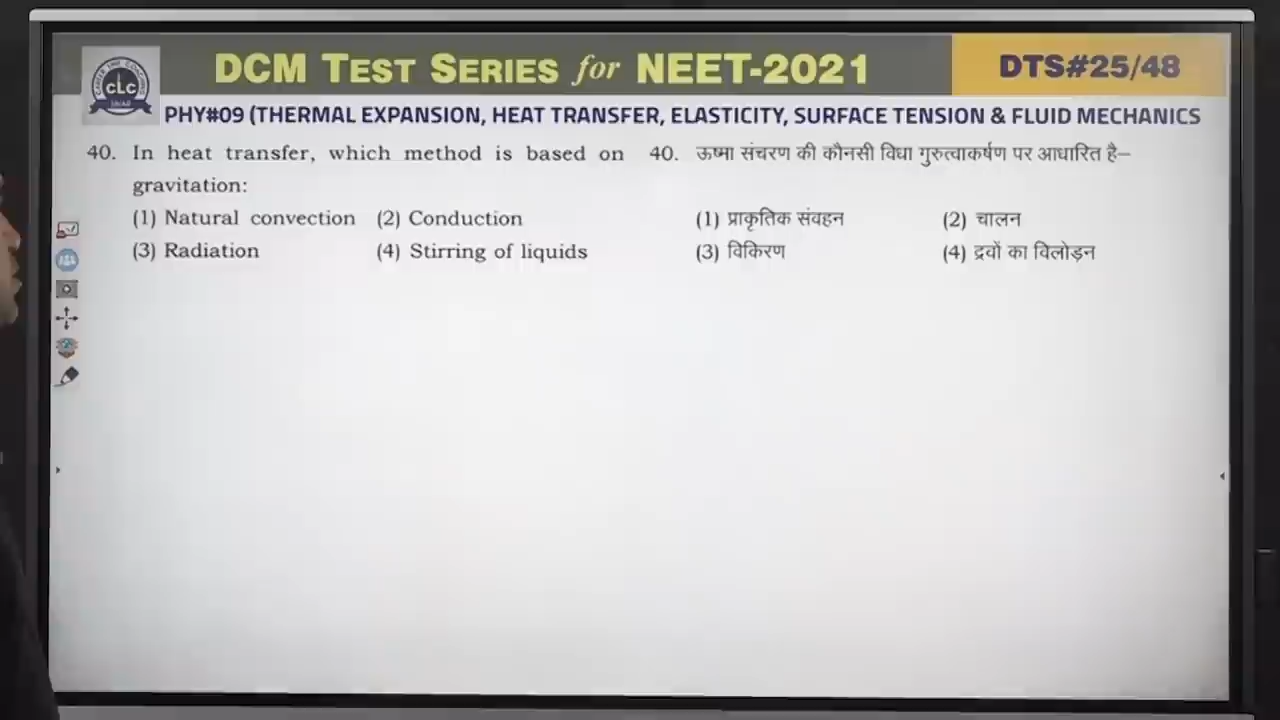 DCM TEST SERIES for NEET-2021
DTS#25/48
CLC
PHY#09 (THERMAL EXPANSION, HEAT TRANSFER, ELASTICITY, SURFACE TENSION & FLUID MECHANICS
40. In heat transfer, which method is based on
gravitation:
(1) Natural convection (2) Conduction
(3) Radiation (4) Stirring of liquids
40. ऊष्मा संचरण की कौनसी विधा गुरुत्वाकर्षण पर आधारित है–
(1) प्राकृतिक संवहन (2) चालन
(3) विकिरण (4) द्रवों का विलोड़न